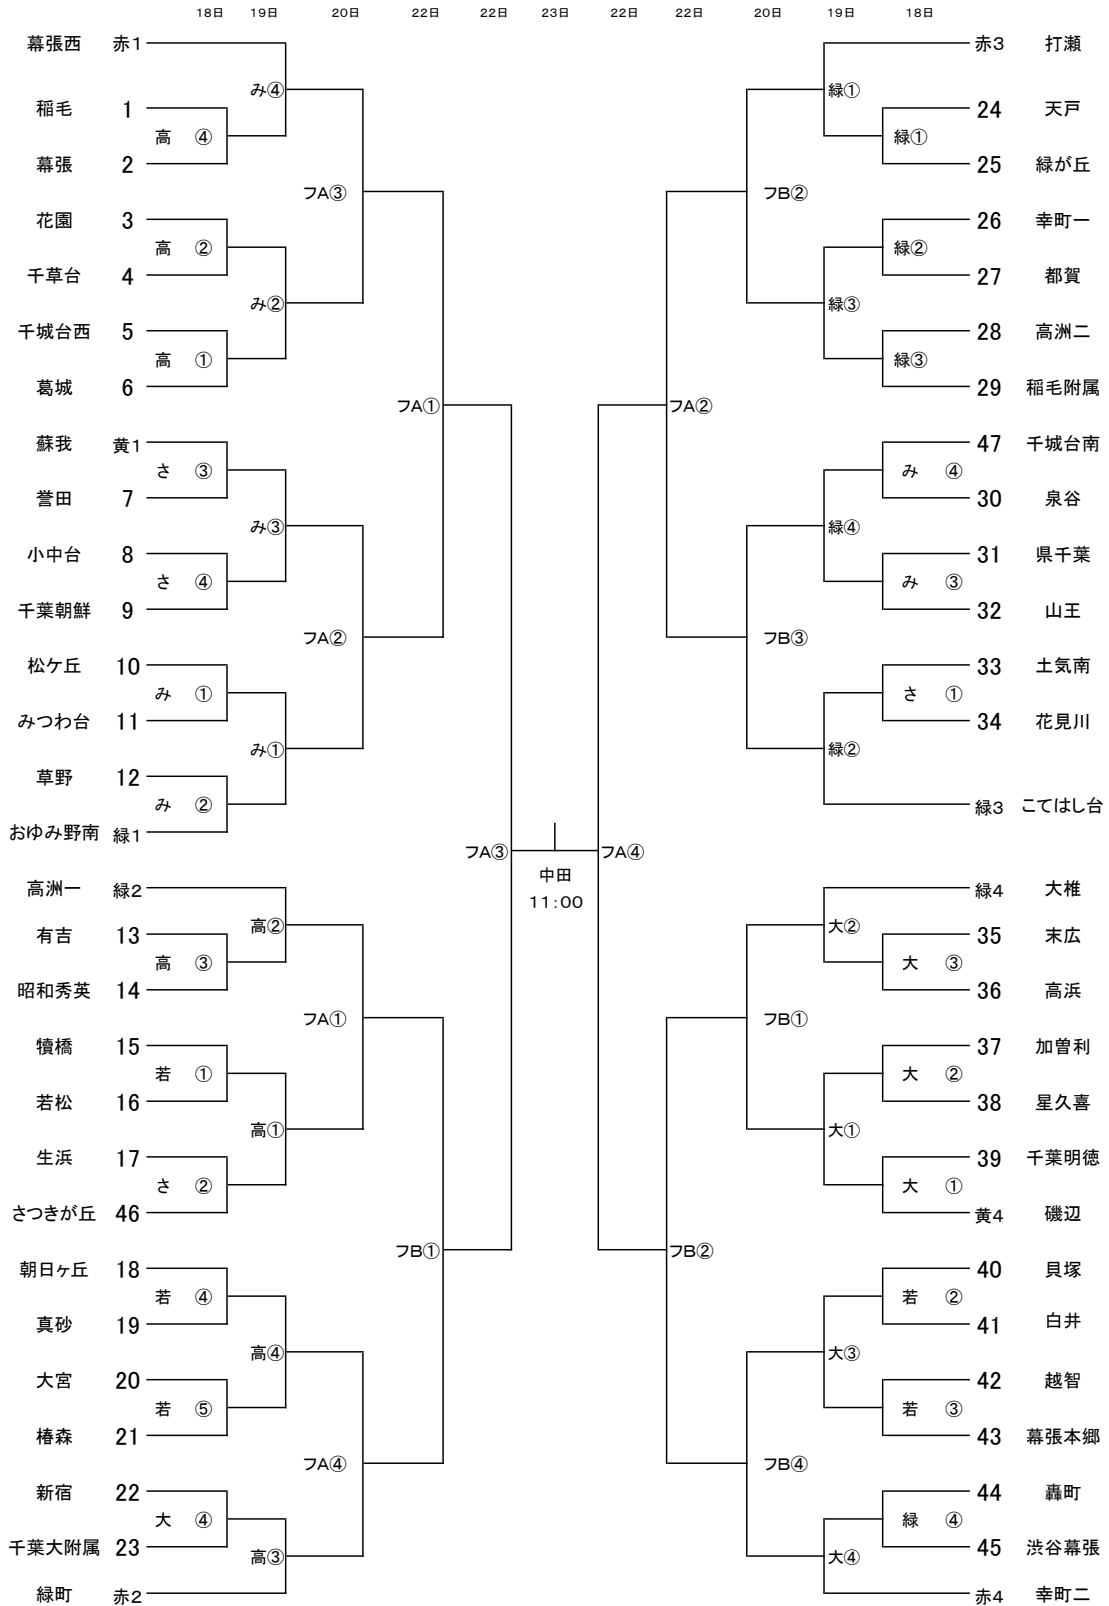 18日 19日 20日 22日 22日 23日 22日 22日 20日 19日 18日
幕張西 赤1 赤3 打瀬
み④ 緑①
稲毛 1 24 天戸
高 ④ 緑①
幕張 2 25 緑が丘
フA③ フB②
花園 3 26 幸町一
高 ② 緑②
千草台 4 27 都賀
み② 緑③
千城台西 5 28 高洲二
高 ① 緑③
葛城 6 29 稲毛附属
フA① フA②
蘇我 黄1 47 千城台南
さ ③ み ④
誉田 7 30 泉谷
み③ 緑④
小中台 8 31 県千葉
さ ④ み ③
千葉朝鮮 9 32 山王
フA② フB③
松ケ丘 10 33 土気南
み ① さ ①
みつわ台 11 34 花見川
み① 緑②
草野 12
み ② 緑3 こてはし台
おゆみ野南 緑1
フA③ フA④
中田
11:00
高洲一 緑2 緑4 大椎
高② 大②
有吉 13 35 末広
高 ③ 大 ③
昭和秀英 14 36 高浜
フA① フB①
犢橋 15 37 加曽利
若 ① 大 ②
若松 16 38 星久喜
高① 大①
生浜 17 39 千葉明徳
さ ② 大 ①
さつきが丘 46 黄4 磯辺
フB① フB②
朝日ヶ丘 18 40 貝塚
若 ④ 若 ②
真砂 19 41 白井
高④ 大③
大宮 20 42 越智
若 ⑤ 若 ③
椿森 21 43 幕張本郷
フA④ フB④
新宿 22 44 轟町
大 ④ 緑 ④
千葉大附属 23 45 渋谷幕張
高③ 大④
緑町 赤2 赤4 幸町二